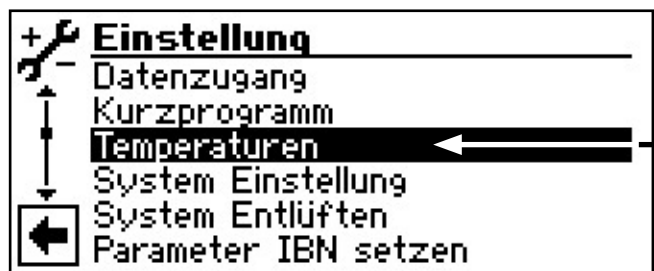 Einstellung
Datenzugang
Kurzprogramm
Temperaturen
System Einstellung
System Entlüften
Parameter IBN setzen